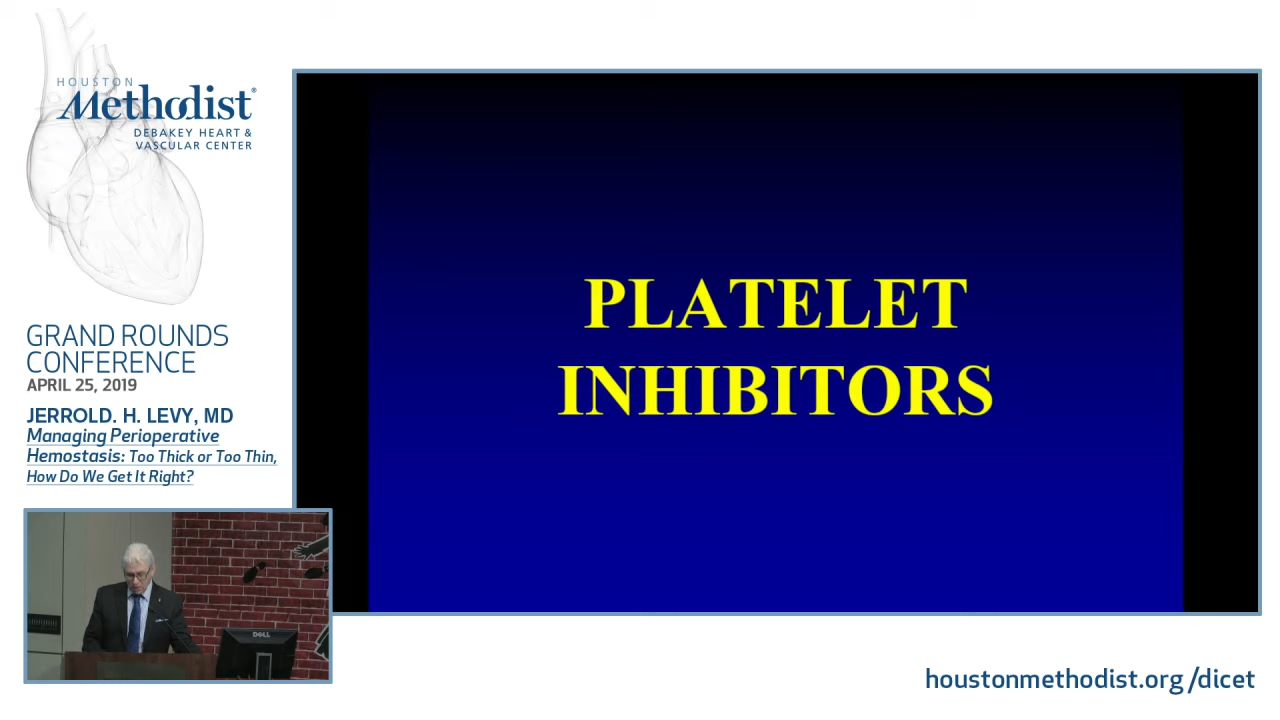 HOUSTON
Methodist®
DEBAKEY HEART &
VASCULAR CENTER
GRAND ROUNDS
CONFERENCE
APRIL 25, 2019
JERROLD. H. LEVY, MD
Managing Perioperative
Hemostasis: Too Thick or Too Thin,
How Do We Get It Right?
PLATELET
INHIBITORS
DELL
houstonmethodist.org/dicet